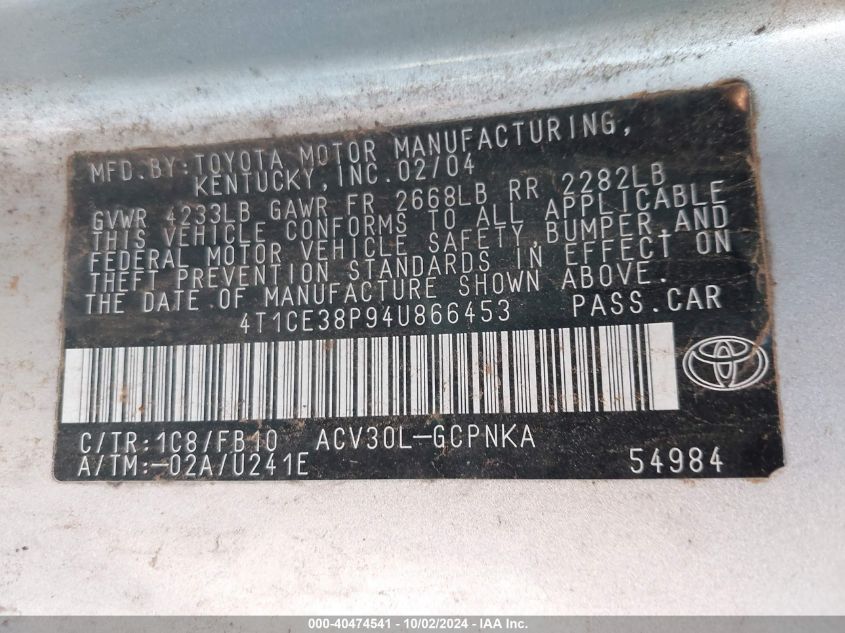 MFD.BY:TOYOTA MOTOR MANUFACTURING,
KENTUCKY,INC.02/04
GVWR 4233LB GAWR FR 2668LB RR 2282LB
THIS VEHICLE CONFORMS TO ALL APPLICABLE
FEDERAL MOTOR VEHICLE SAFETY,BUMPER,AND
THEFT PREVENTION STANDARDS IN EFFECT ON
THE DATE OF MANUFACTURE SHOWN ABOVE.
4T1CE38P94U866453 PASS.CAR
C/TR:1C8/FB40 ACV30L-GCPNKA
A/TM:-02A/U241E 54984
000-40474541 - 10/02/2024 - IAA Inc.